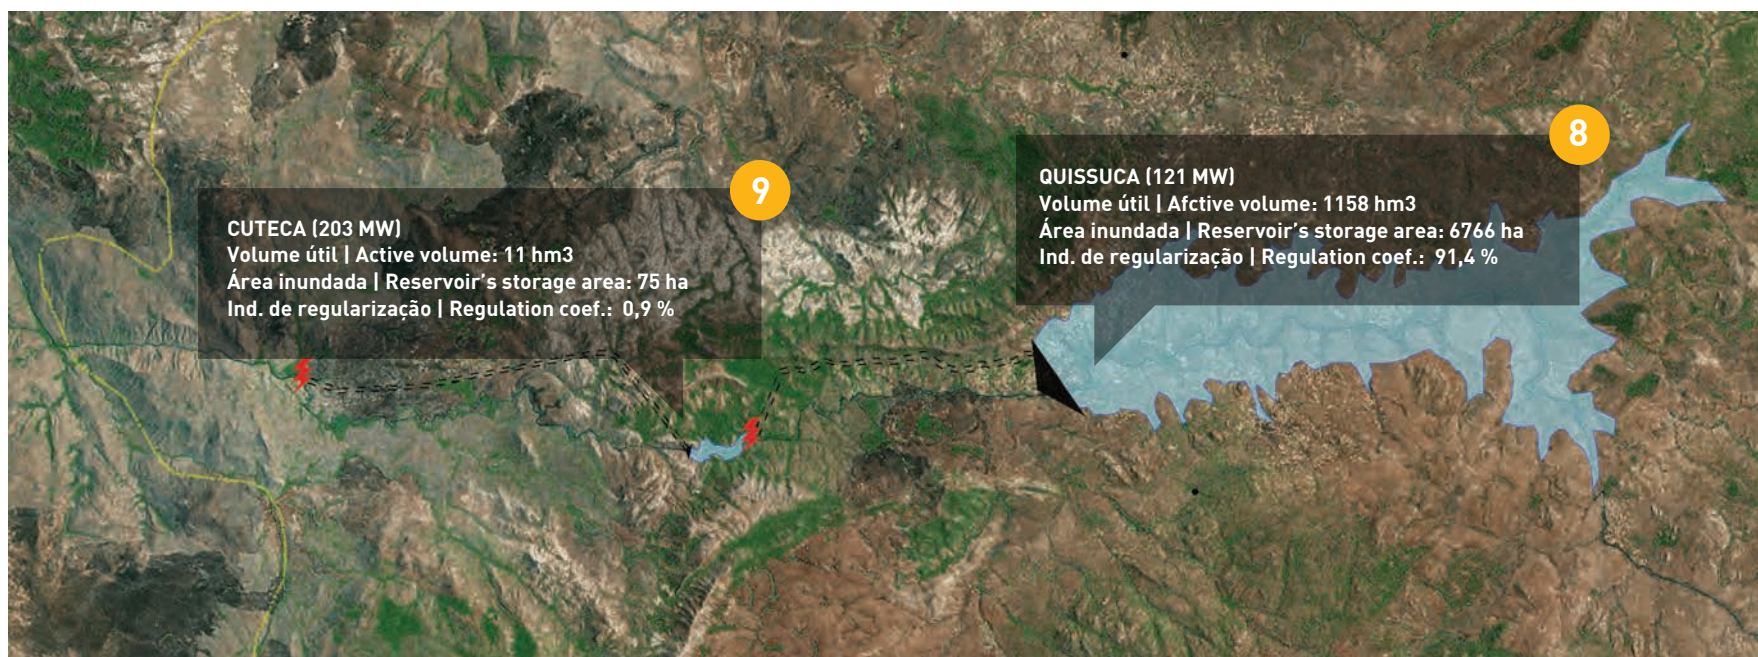 9
CUTECA (203 MW)
Volume útil | Active volume: 11 hm3
Área inundada | Reservoir's storage area: 75 ha
Ind. de regularização | Regulation coef.: 0,9 %
8
QUISSUCA (121 MW)
Volume útil | Afctive volume: 1158 hm3
Área inundada | Reservoir's storage area: 6766 ha
Ind. de regularização | Regulation coef.: 91,4 %